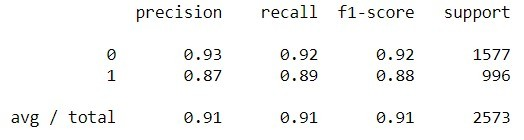 precision recall f1-score support
0 0.93 0.92 0.92 1577
1 0.87 0.89 0.88 996
avg / total 0.91 0.91 0.91 2573